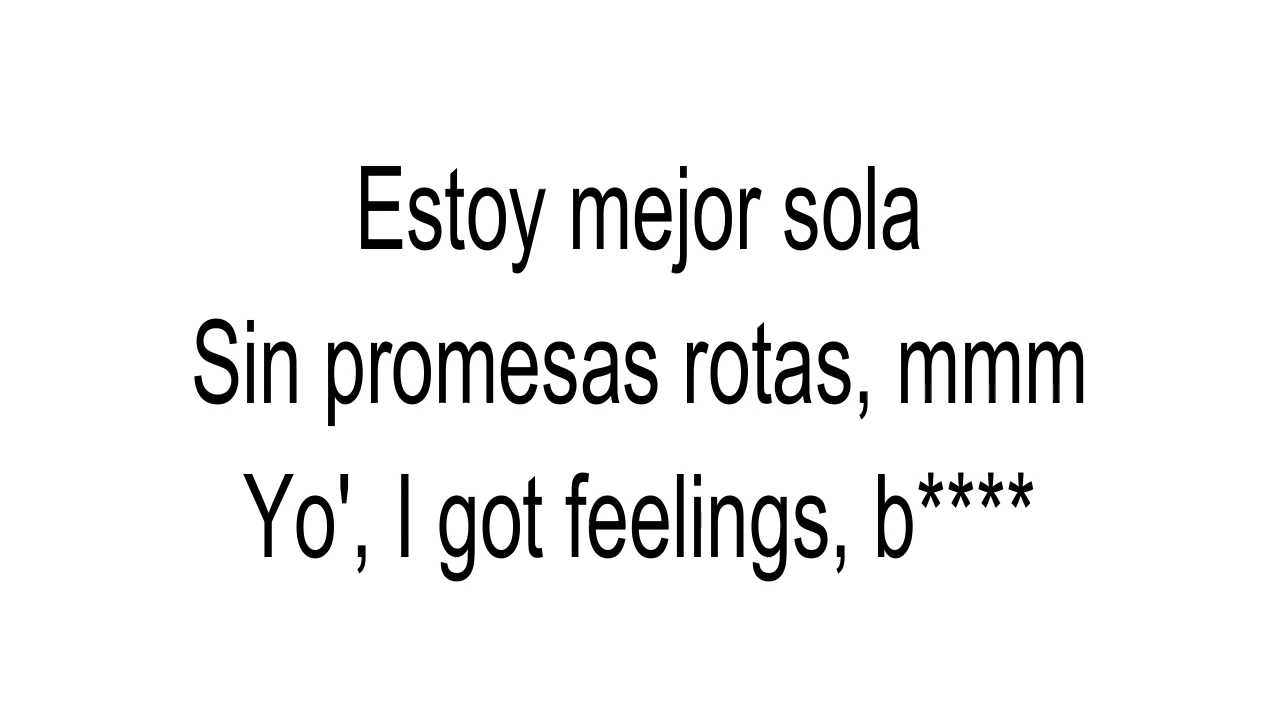 Estoy mejor sola
Sin promesas rotas, mmm
Yo', I got feelings, b****